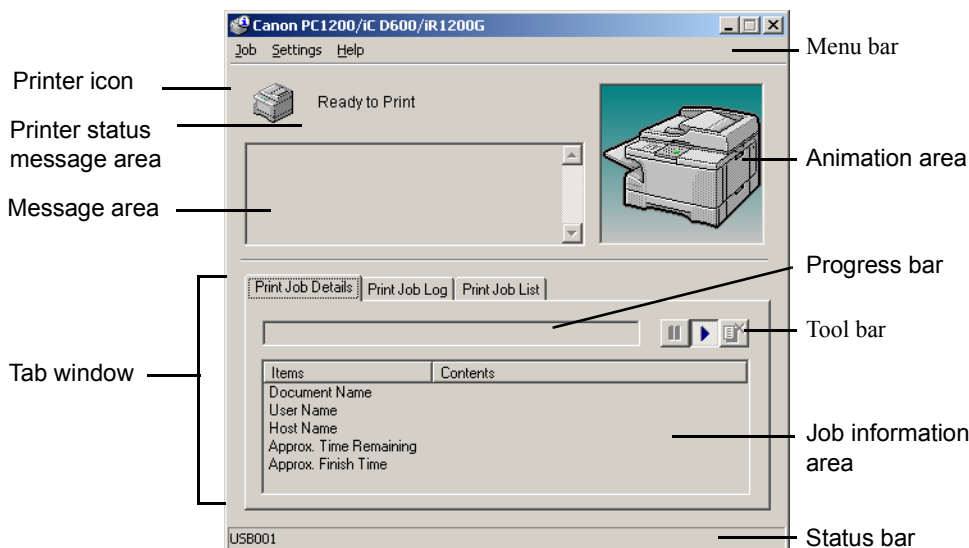 Canon PC1200/iC D600/iR1200G
Job Settings Help
Menu bar
Printer icon
Ready to Print
Printer status
message area
Animation area
Message area
Progress bar
Print Job Details Print Job Log Print Job List
Tool bar
Tab window
Items Contents
Document Name
User Name
Host Name
Approx. Time Remaining
Approx. Finish Time
Job information
area
USB001
Status bar